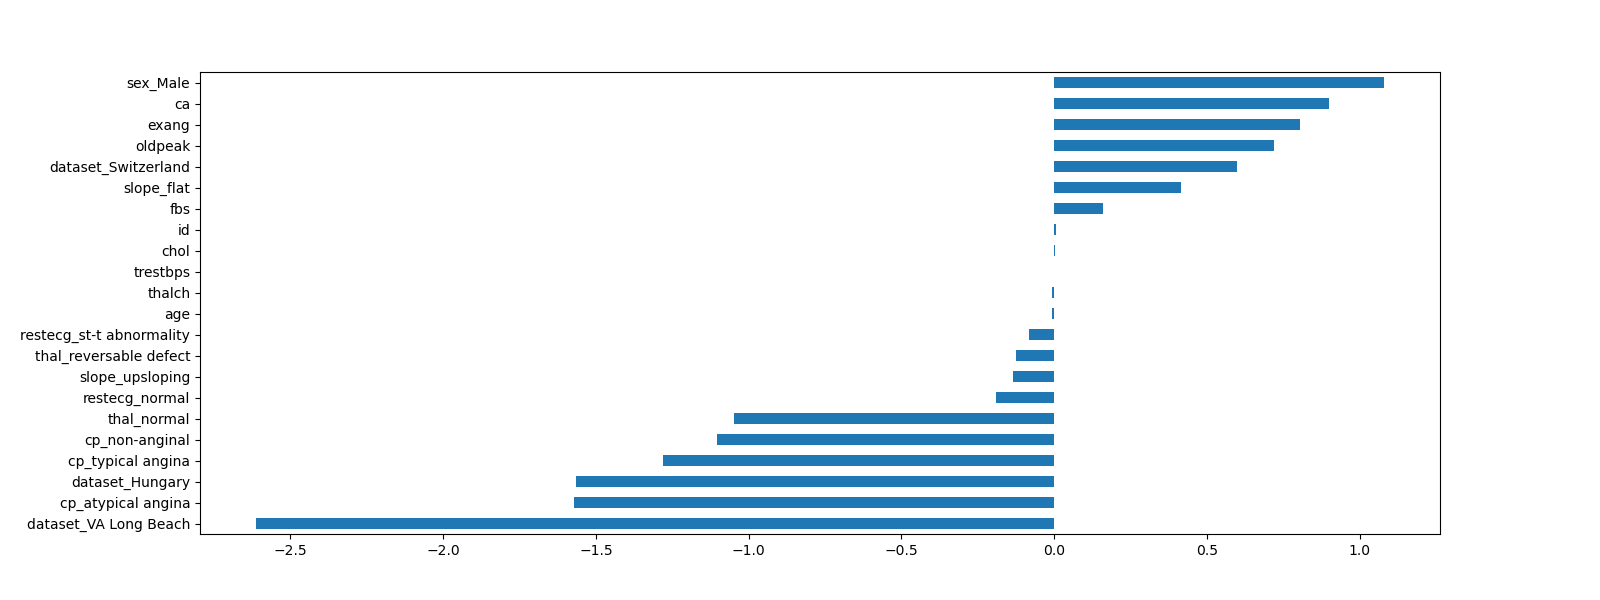 sex_Male
ca
exang
oldpeak
dataset_Switzerland
slope_flat
fbs
id
chol
trestbps
thalch
age
restecg_st-t abnormality
thal_reversable defect
slope_upsloping
restecg_normal
thal_normal
cp_non-anginal
cp_typical angina
dataset_Hungary
cp_atypical angina
dataset_VA Long Beach
−2.5 −2.0 −1.5 −1.0 −0.5 0.0 0.5 1.0